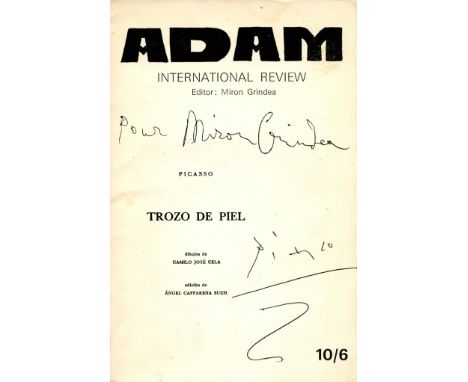 ADAM
INTERNATIONAL REVIEW
Editor: Miron Grindea
Pour Miron Grindea
PICASSO
TROZO DE PIEL
dibujos de
CAMILO JOSÉ CELA
Picasso
edición de
ÁNGEL CAFFARENA SUCH
10/6